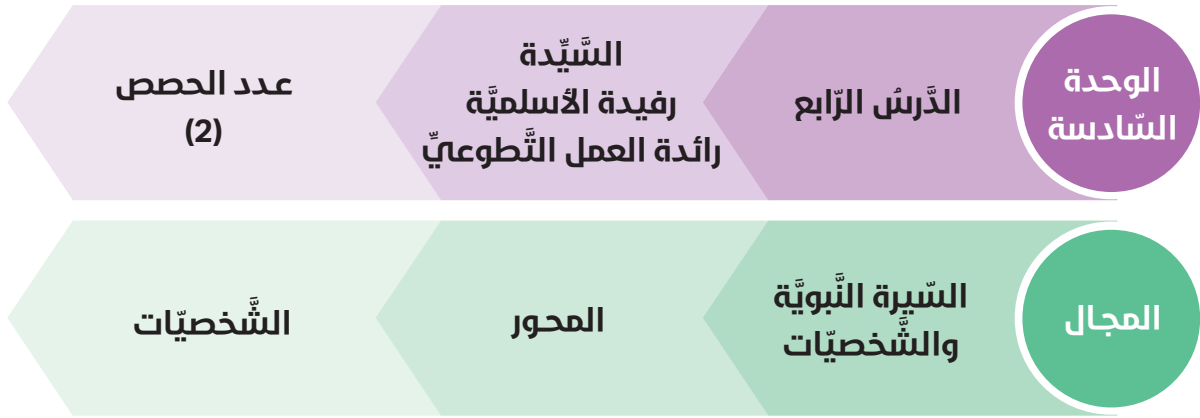 الوحدة
السّادسة
الدَّرسُ الرّابع
السَّيِّدة
رفيدة الأسلميَّة
رائدة العمل التَّطوعيِّ
عدد الحصص
(2)
المجال
السّيرة النَّبويَّة
والشَّخصيّات
المحور
الشَّخصيّات